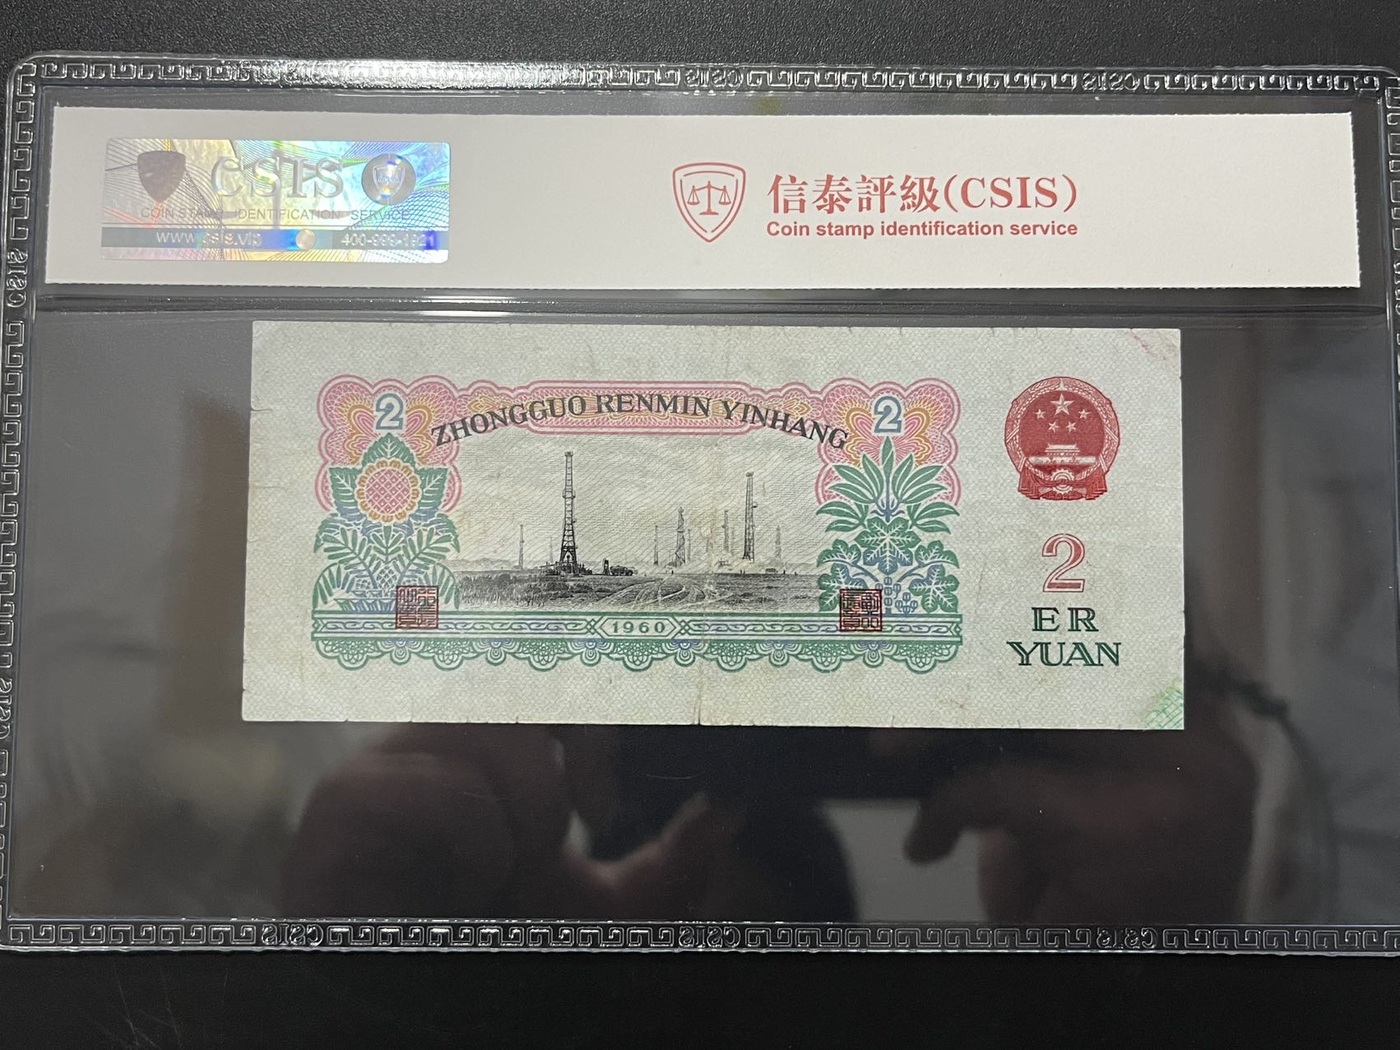 CSIS
COIN STAMP IDENTIFICATION SERVICE
www.csis.vip
信泰評級(CSIS)
Coin stamp identification service
2
ZHONGGUO RENMIN YINHANG
2
1960
2
ER
YUAN